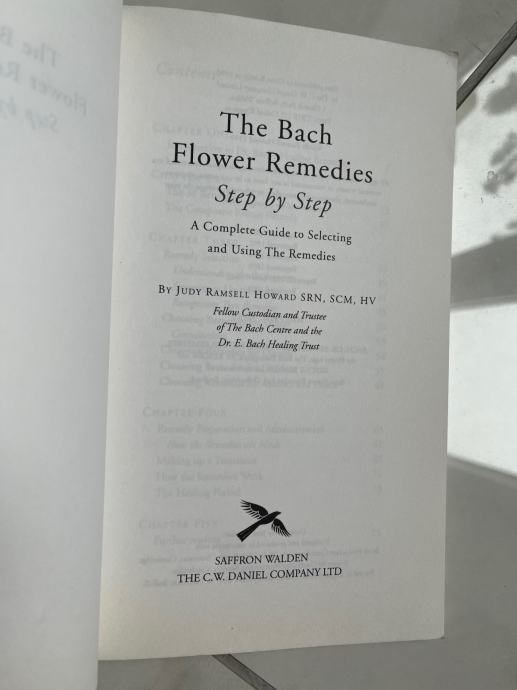 The Bach
Flower Remedies
Step by Step
A Complete Guide to Selecting
and Using The Remedies
By Judy Ramsell Howard SRN, SCM, HV
Fellow Custodian and Trustee
of The Bach Centre and the
Dr. E. Bach Healing Trust
SAFFRON WALDEN
THE C.W. DANIEL COMPANY LTD